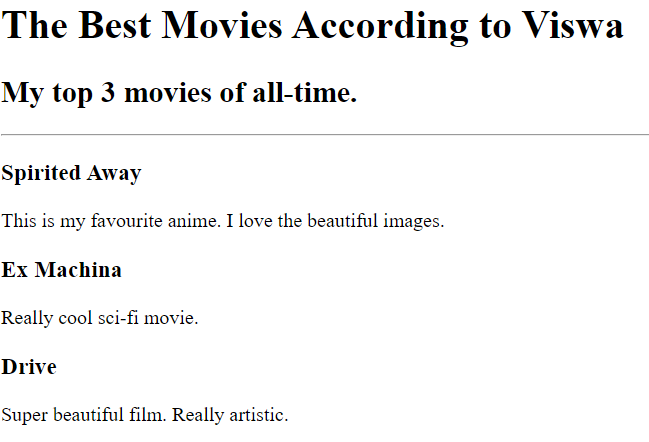 The Best Movies According to Viswa
My top 3 movies of all-time.
Spirited Away
This is my favourite anime. I love the beautiful images.
Ex Machina
Really cool sci-fi movie.
Drive
Super beautiful film. Really artistic.